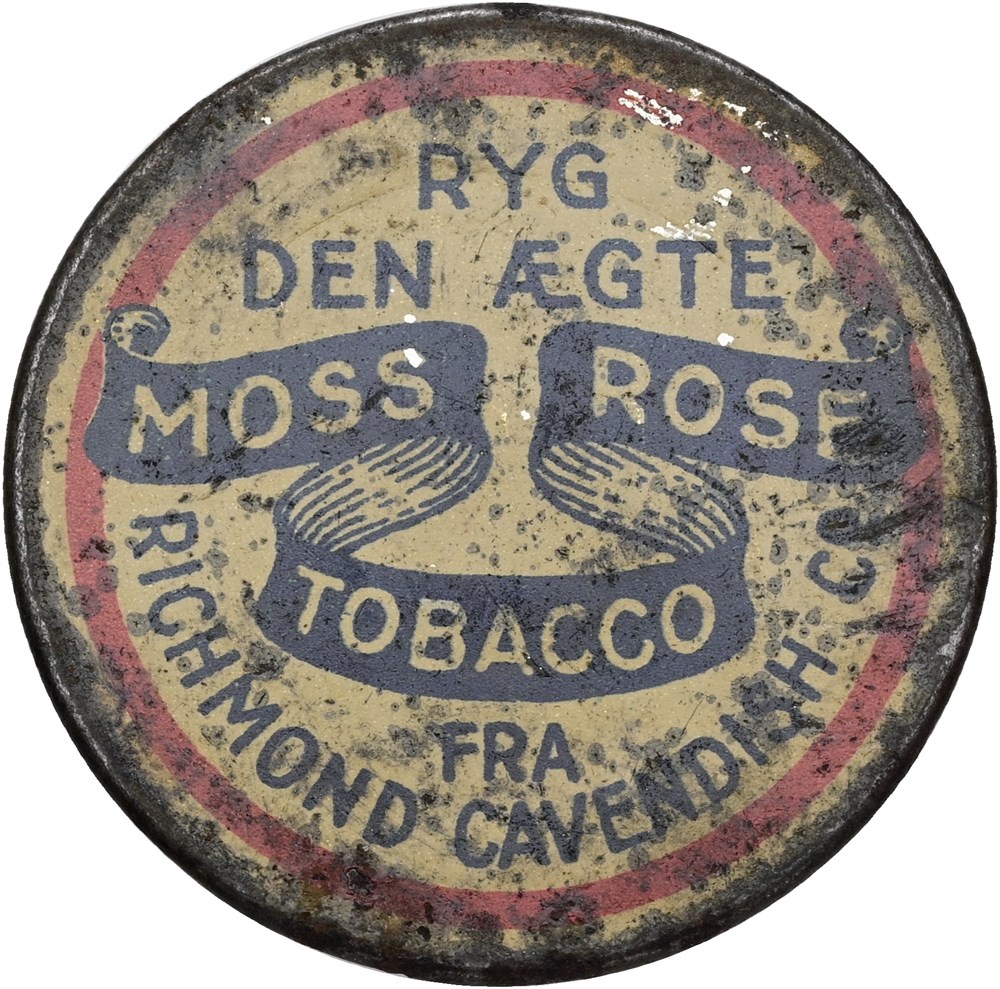 RYG
DEN ÆGTE
MOSS ROSE
TOBACCO
FRA
RICHMOND CAVENDISH CO